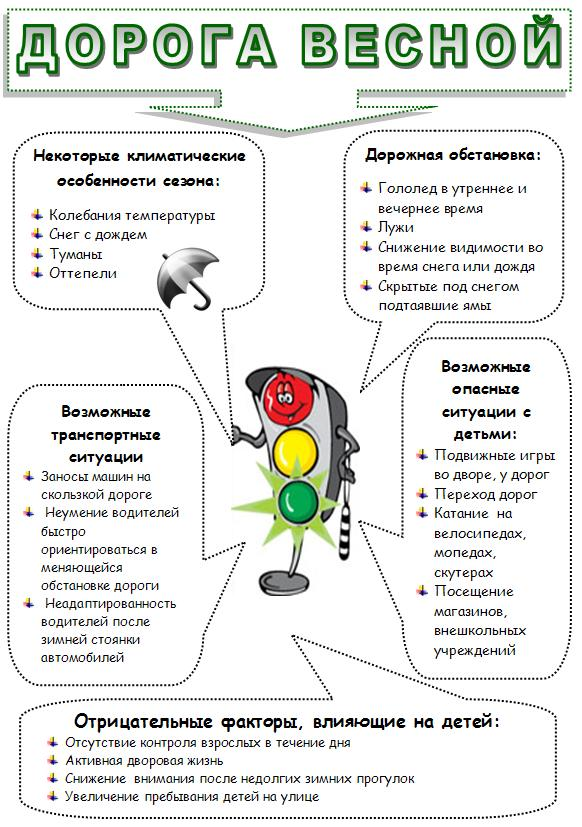 ДОРОГА ВЕСНОЙ
Некоторые климатические
особенности сезона:
Колебания температуры
Снег с дождем
Туманы
Оттепели
Дорожная обстановка:
Гололед в утреннее и
вечернее время
Лужи
Снижение видимости во
время снега или дождя
Скрытые под снегом
подтаявшие ямы
Возможные
транспортные
ситуации
Заносы машин на
скользкой дороге
Неумение водителей
быстро
ориентироваться в
меняющейся
обстановке дороги
Неадаптированность
водителей после
зимней стоянки
автомобилей
Возможные
опасные
ситуации с
детьми:
Подвижные игры
во дворе, у дорог
Переход дорог
Катание на
велосипедах,
мопедах,
скутерах
Посещение
магазинов,
внешкольных
учреждений
Отрицательные факторы, влияющие на детей:
Отсутствие контроля взрослых в течение дня
Активная дворовая жизнь
Снижение внимания после недолгих зимних прогулок
Увеличение пребывания детей на улице